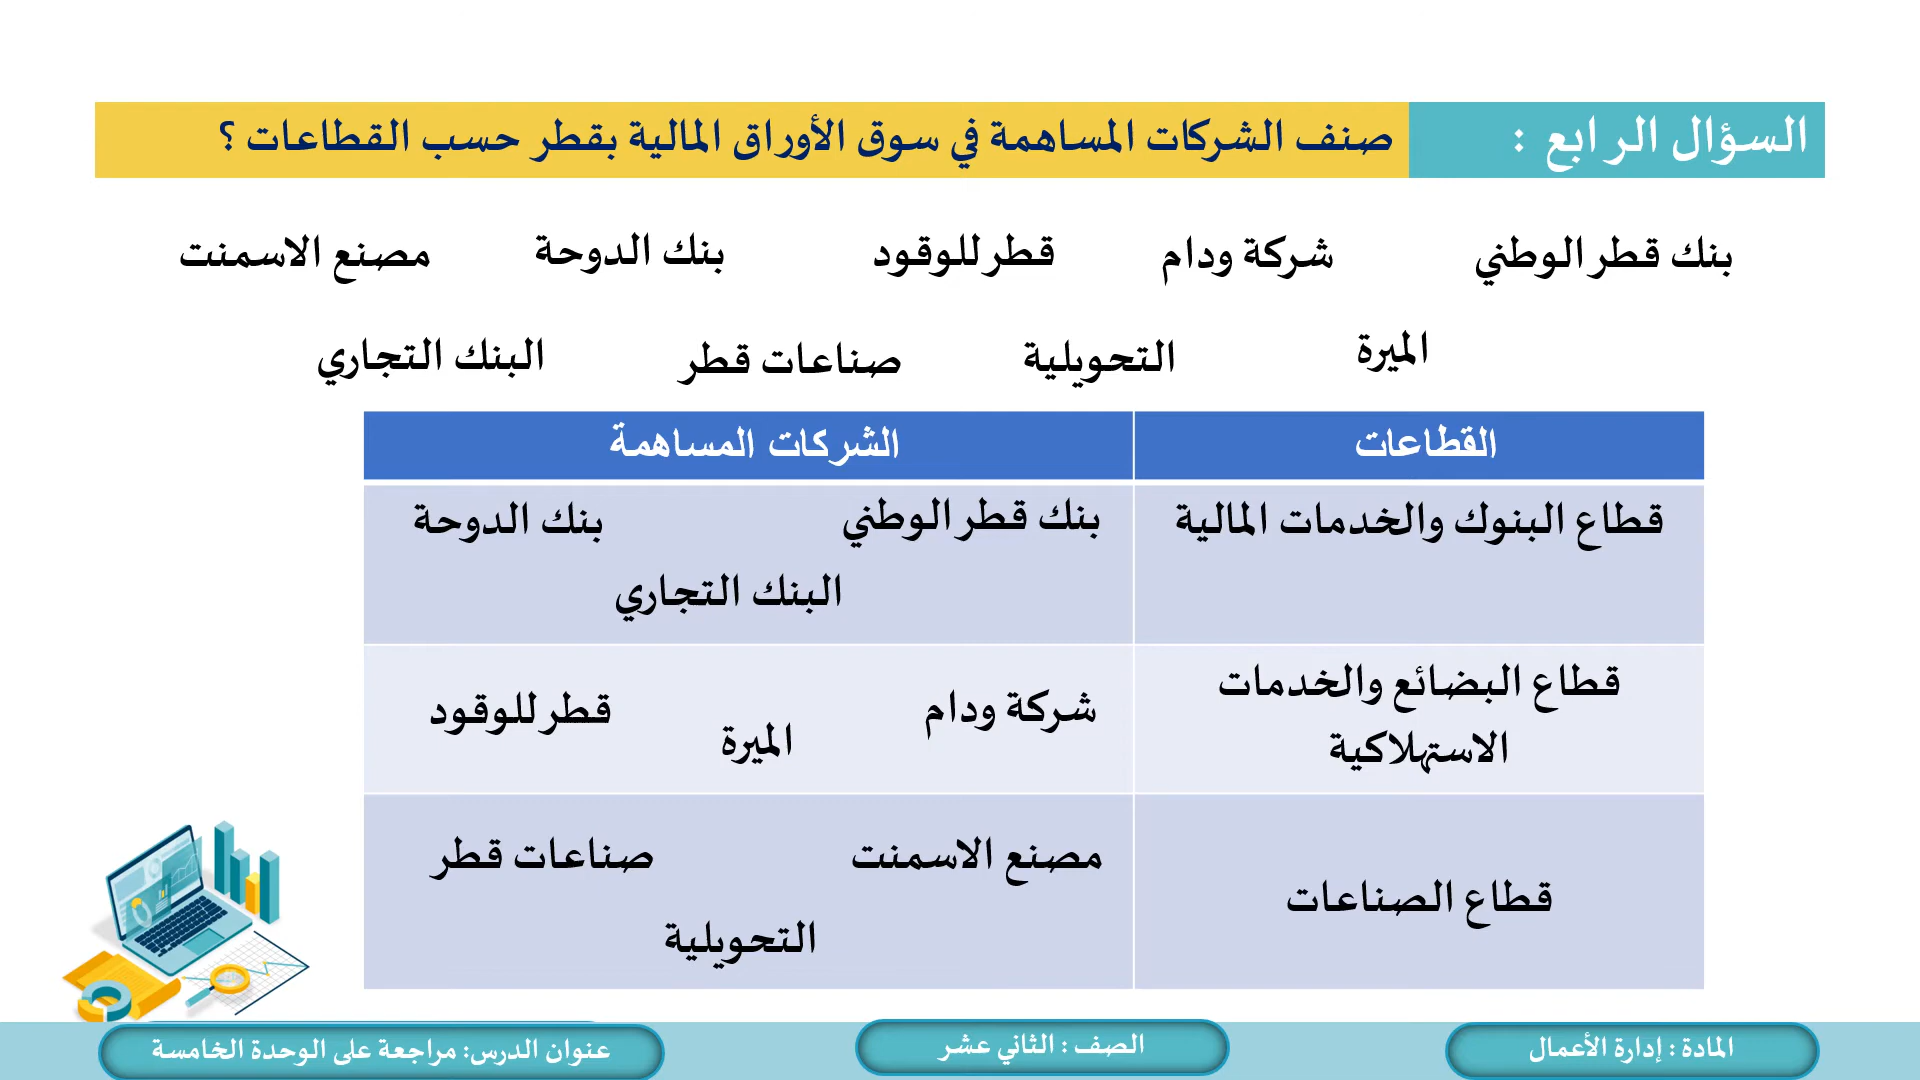 السؤال الرابع : صنف الشركات المساهمة في سوق الأوراق المالية بقطر حسب القطاعات ؟
بنك قطر الوطني شركة ودام قطر للوقود بنك الدوحة مصنع الاسمنت
الميرة التحويلية صناعات قطر البنك التجاري
القطاعات الشركات المساهمة
قطاع البنوك والخدمات المالية بنك قطر الوطني بنك الدوحة
البنك التجاري
قطاع البضائع والخدمات
الاستهلاكية
شركة ودام الميرة قطر للوقود
قطاع الصناعات
مصنع الاسمنت صناعات قطر
التحويلية
المادة : إدارة الأعمال الصف : الثاني عشر عنوان الدرس: مراجعة على الوحدة الخامسة